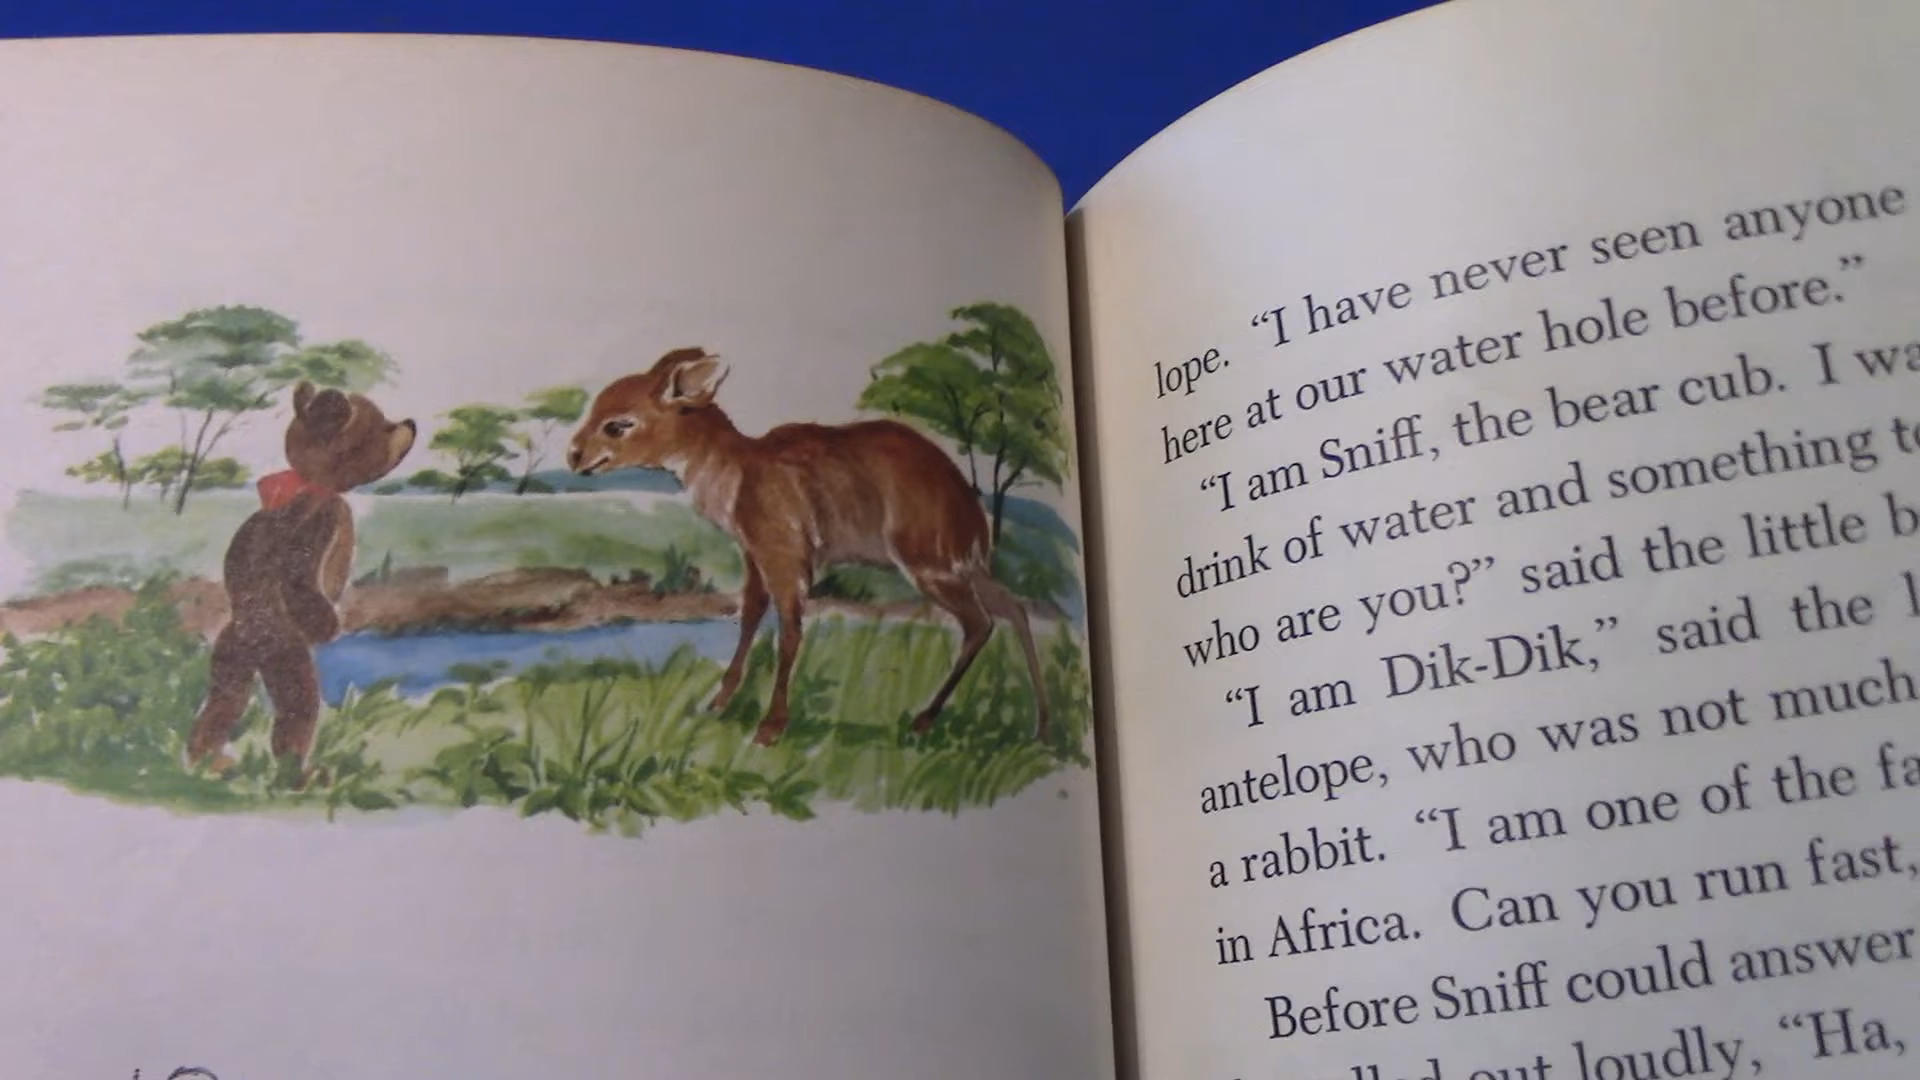 lope. “I have never seen anyone
here at our water hole before.”
“I am Sniff, the bear cub. I
drink of water and something
who are you?” said the little
“I am Dik-Dik,” said the
antelope, who was not much
a rabbit. “I am one of the
in Africa. Can you run fast,
Before Sniff could answer
out loudly, “Ha,